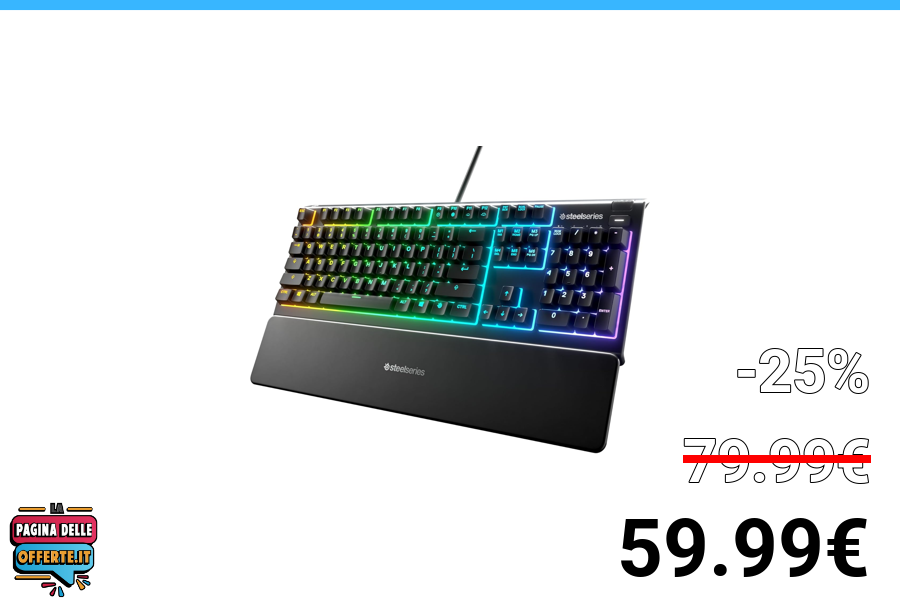 steelseries
steelseries
-25%
79.99€
59.99€
LA
PAGINA DELLE
OFFERTE.IT